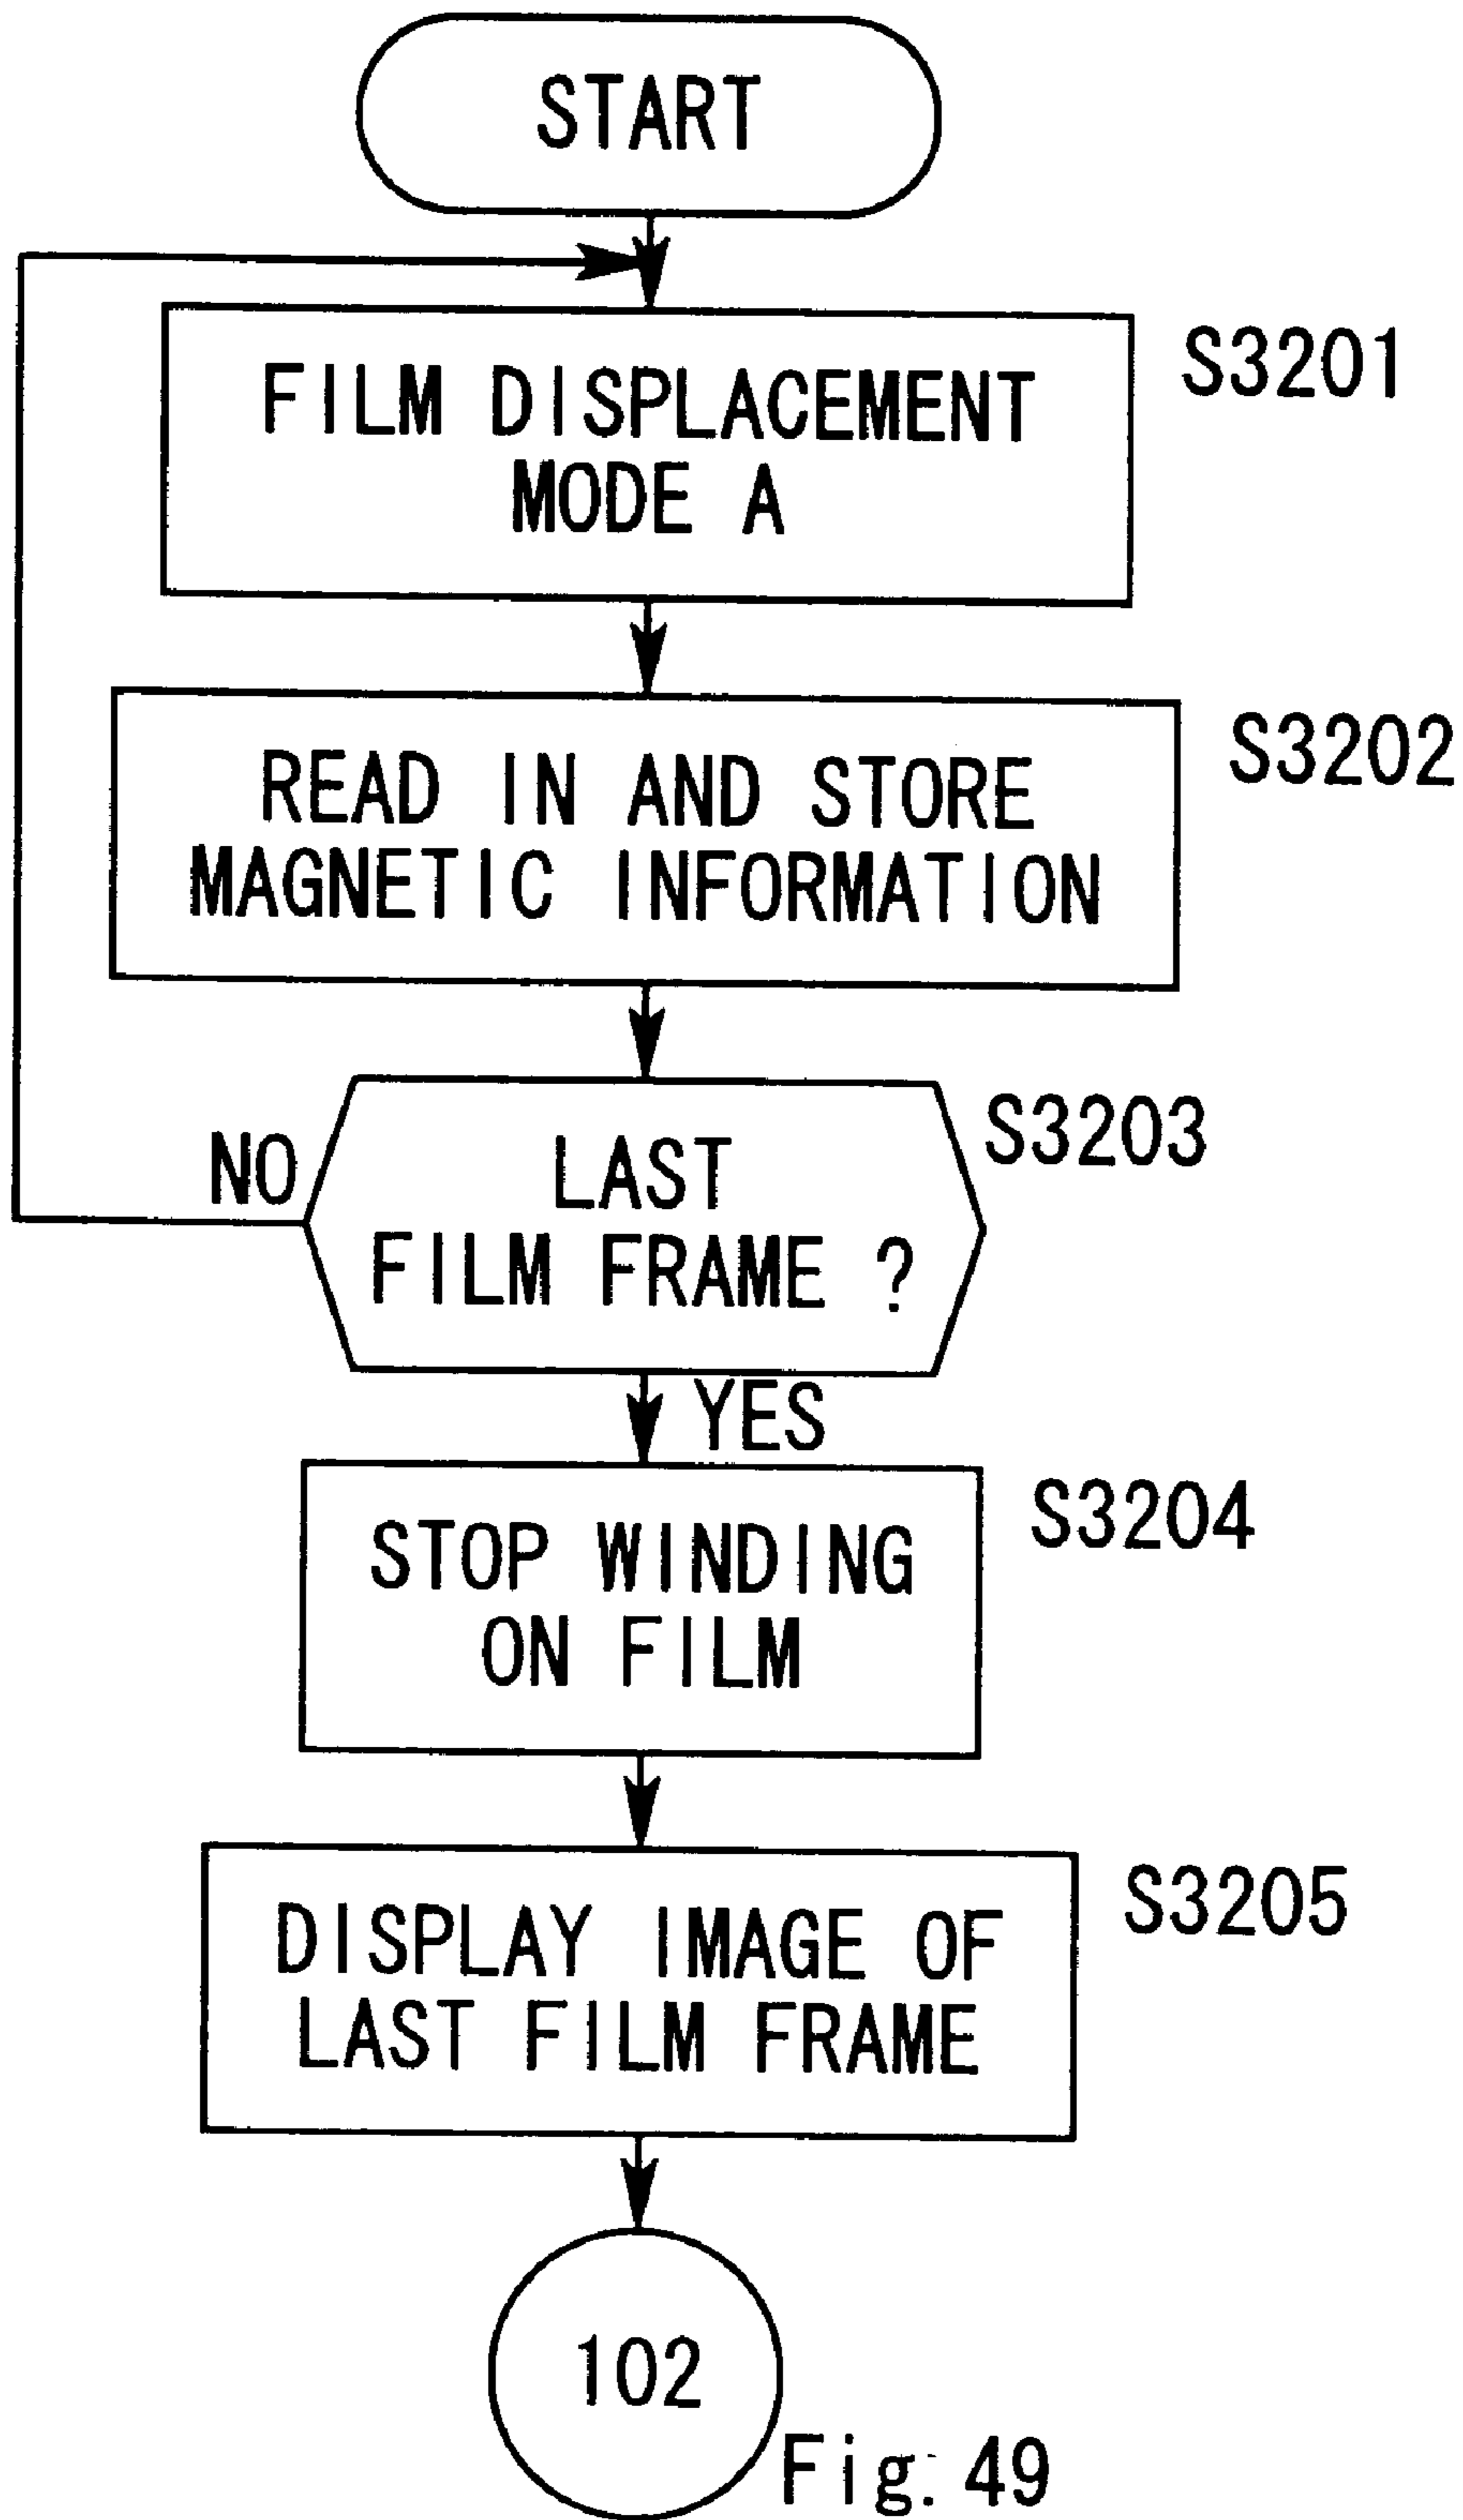 START
FILM DISPLACEMENT
MODE A
S3201
READ IN AND STORE
MAGNETIC INFORMATION
S3202
NO
LAST
FILM FRAME ?
S3203
YES
STOP WINDING
ON FILM
S3204
DISPLAY IMAGE OF
LAST FILM FRAME
S3205
102
Fig. 49